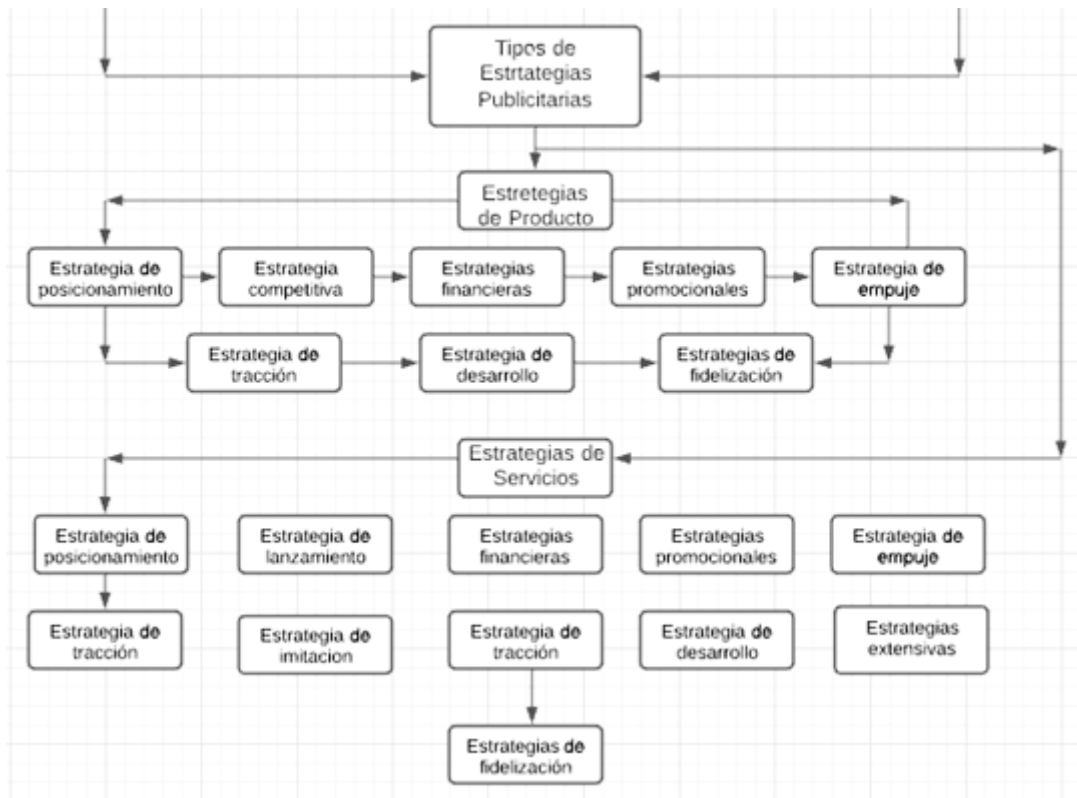 Tipos de
Estrtategias
Publicitarias
Estretegias
de Producto
Estrategia de
posicionamiento
Estrategia
competitiva
Estrategias
financieras
Estrategias
promocionales
Estrategia de
empuje
Estrategia de
tracción
Estrategia de
desarrollo
Estrategias de
fidelización
Estrategias de
Servicios
Estrategia de
posicionamiento
Estrategia de
lanzamiento
Estrategias
financieras
Estrategias
promocionales
Estrategia de
empuje
Estrategia de
tracción
Estrategia de
imitacion
Estrategia de
tracción
Estrategia de
desarrollo
Estrategias
extensivas
Estrategias de
fidelización